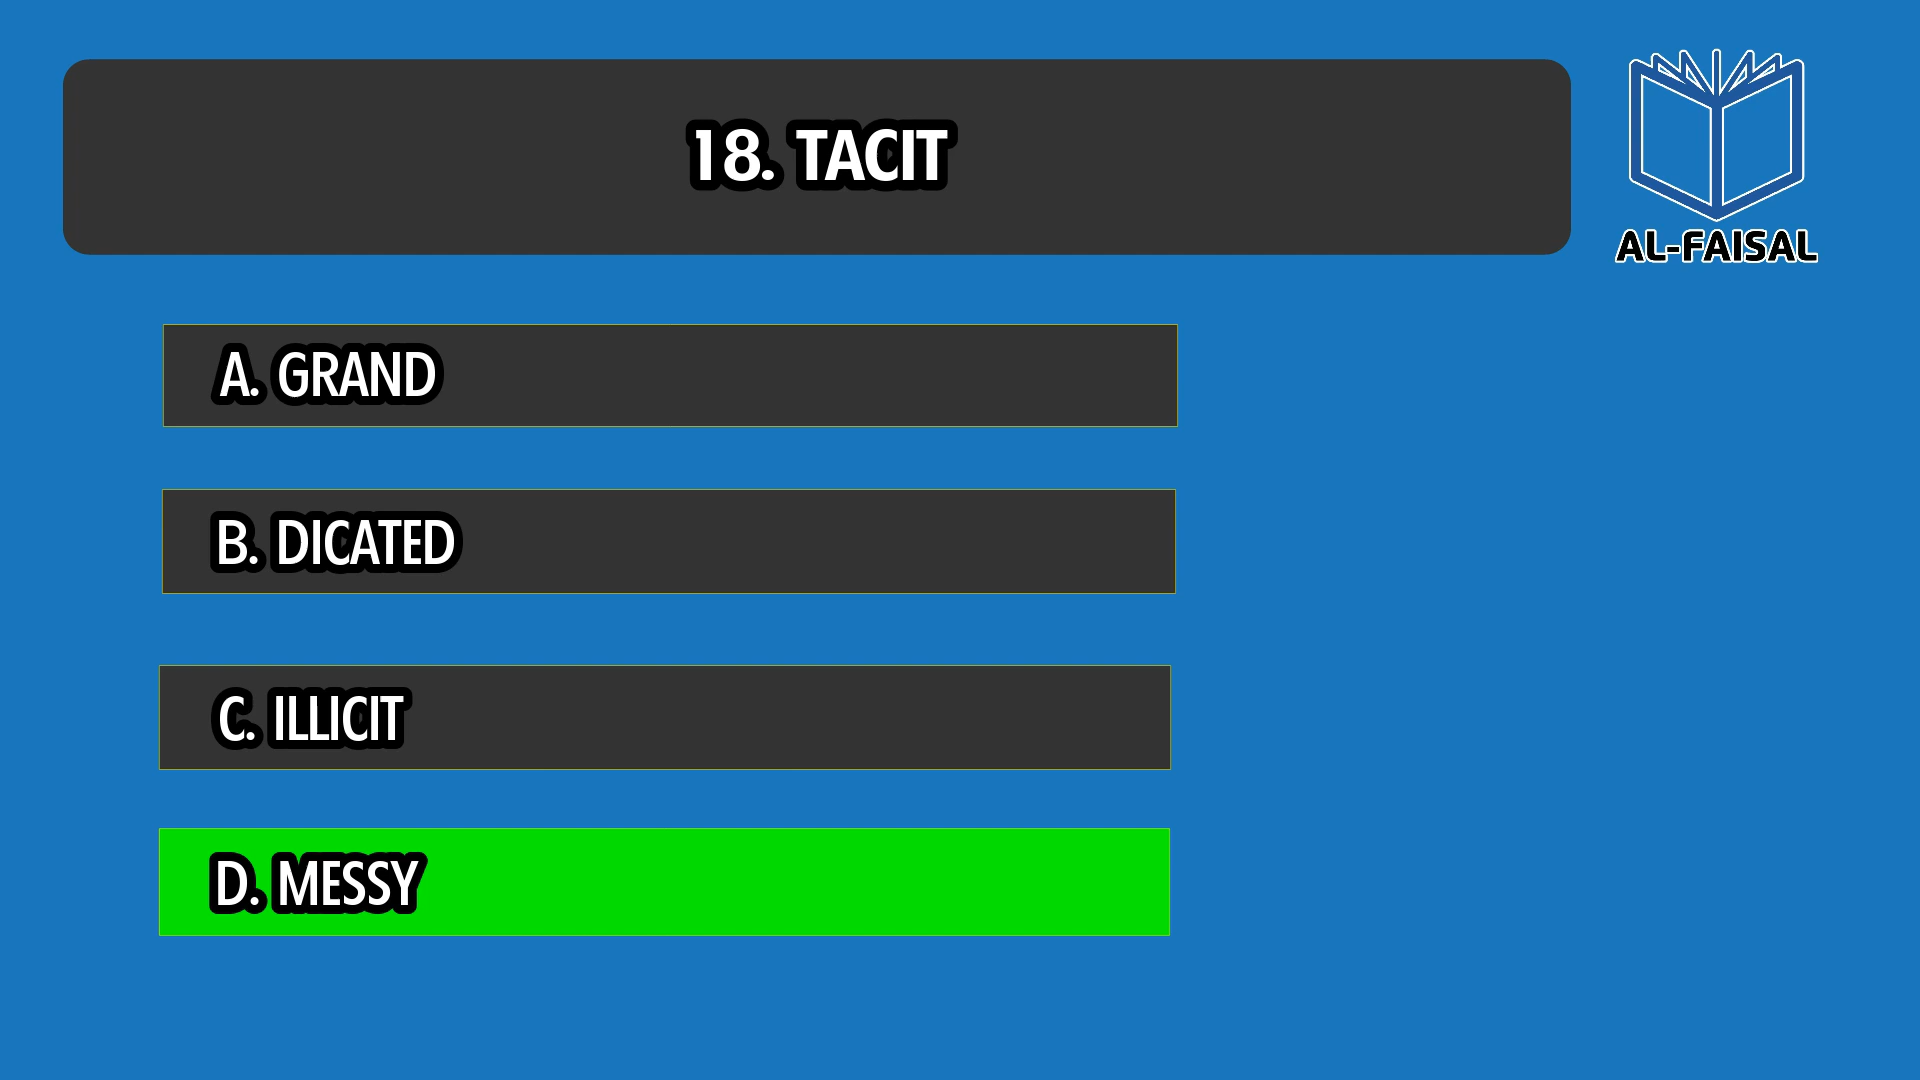 18. TACIT
AL-FAISAL
A. GRAND
B. DICATED
C. ILLICIT
D. MESSY